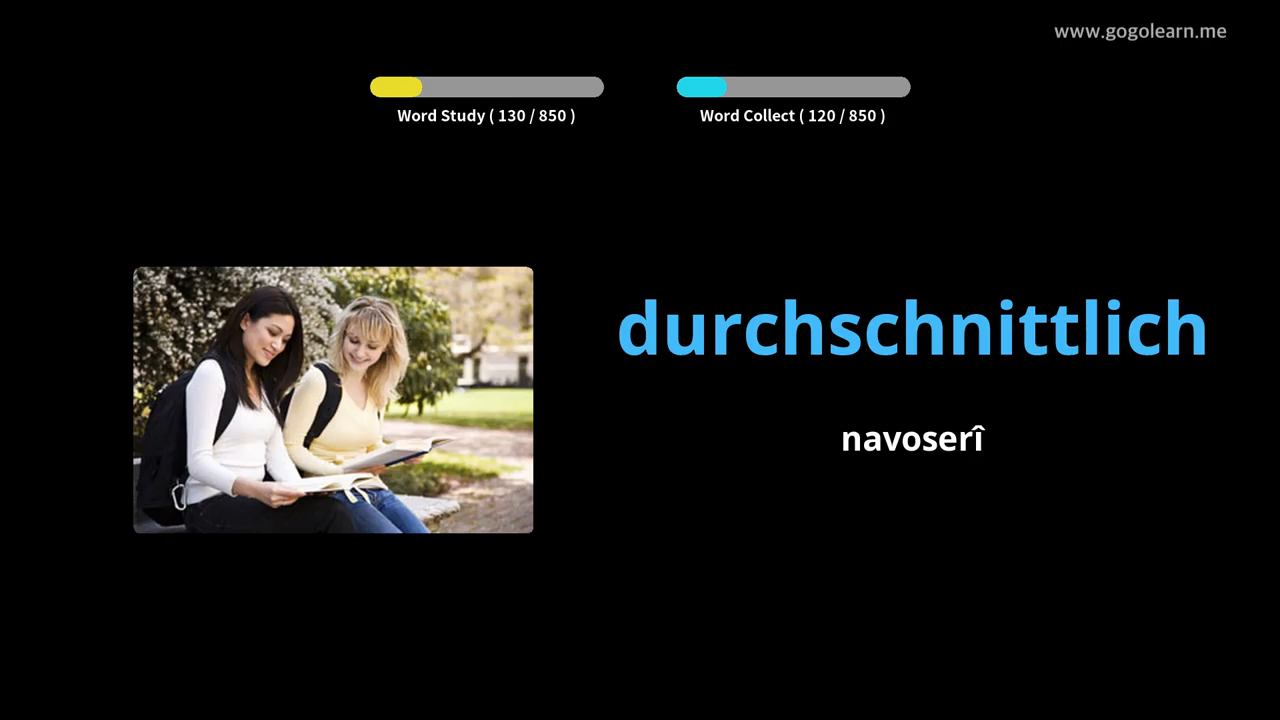 www.gogolearn.me
Word Study ( 130 / 850 )
Word Collect ( 120 / 850 )
durchschnittlich
navoserî